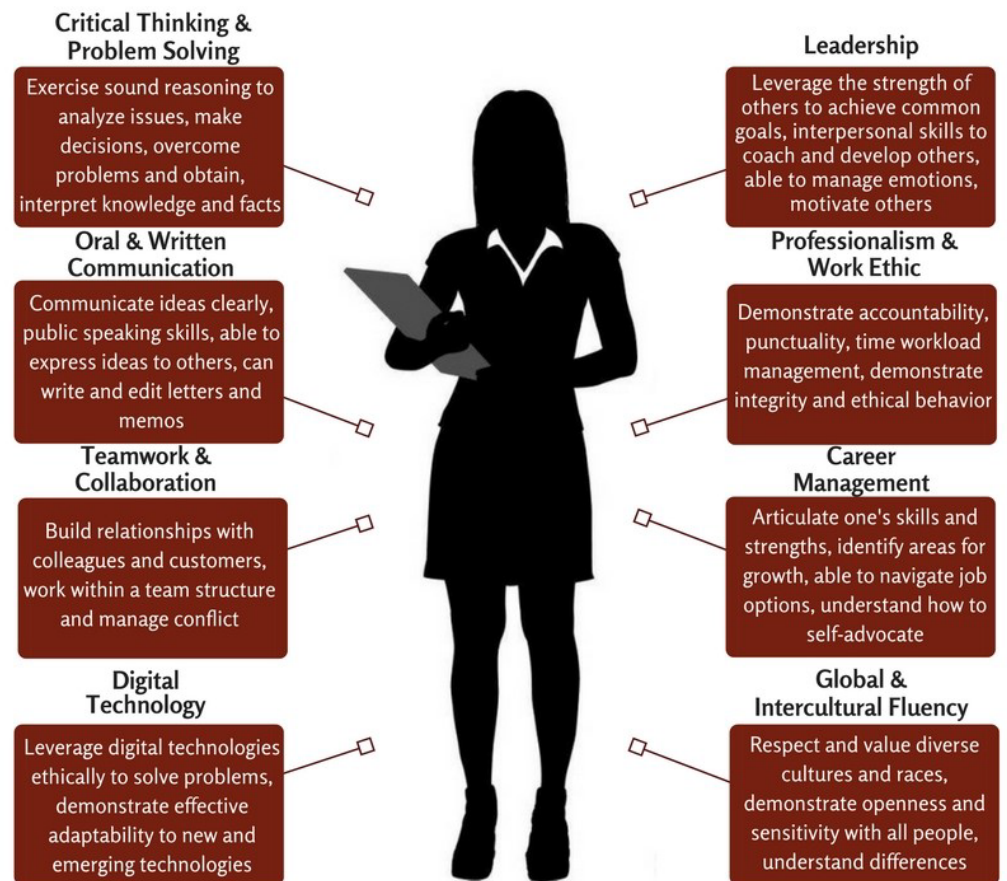 Critical Thinking &
Problem Solving
Exercise sound reasoning to
analyze issues, make
decisions, overcome
problems and obtain,
interpret knowledge and facts
Oral & Written
Communication
Communicate ideas clearly,
public speaking skills, able to
express ideas to others, can
write and edit letters and
memos
Teamwork &
Collaboration
Build relationships with
colleagues and customers,
work within a team structure
and manage conflict
Digital
Technology
Leverage digital technologies
ethically to solve problems,
demonstrate effective
adaptability to new and
emerging technologies
Leadership
Leverage the strength of
others to achieve common
goals, interpersonal skills to
coach and develop others,
able to manage emotions,
motivate others
Professionalism &
Work Ethic
Demonstrate accountability,
punctuality, time workload
management, demonstrate
integrity and ethical behavior
Career
Management
Articulate one's skills and
strengths, identify areas for
growth, able to navigate job
options, understand how to
self-advocate
Global &
Intercultural Fluency
Respect and value diverse
cultures and races,
demonstrate openness and
sensitivity with all people,
understand differences